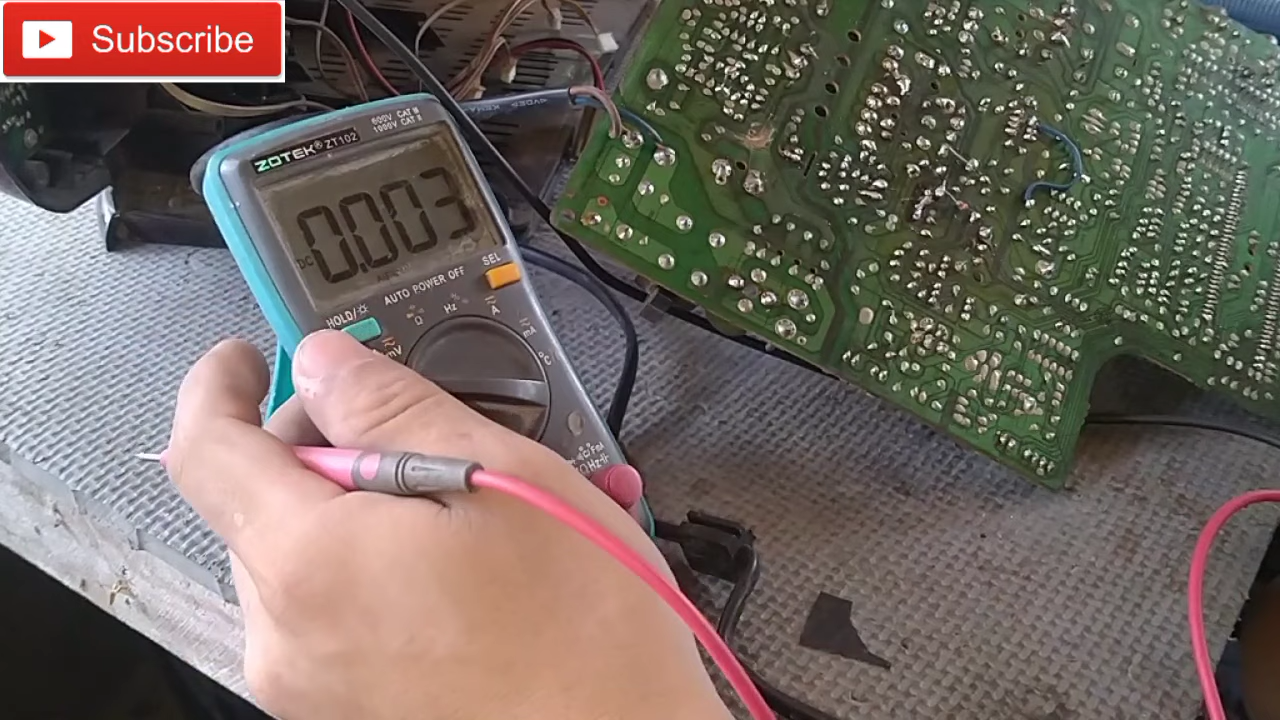 Subscribe
600V CAT III
1000V CAT II
ZOTEK® ZT102
DC
0.003
SEL
AUTO POWER OFF
HOLD/
Hz
%
Ω
A
mA
mV
°C